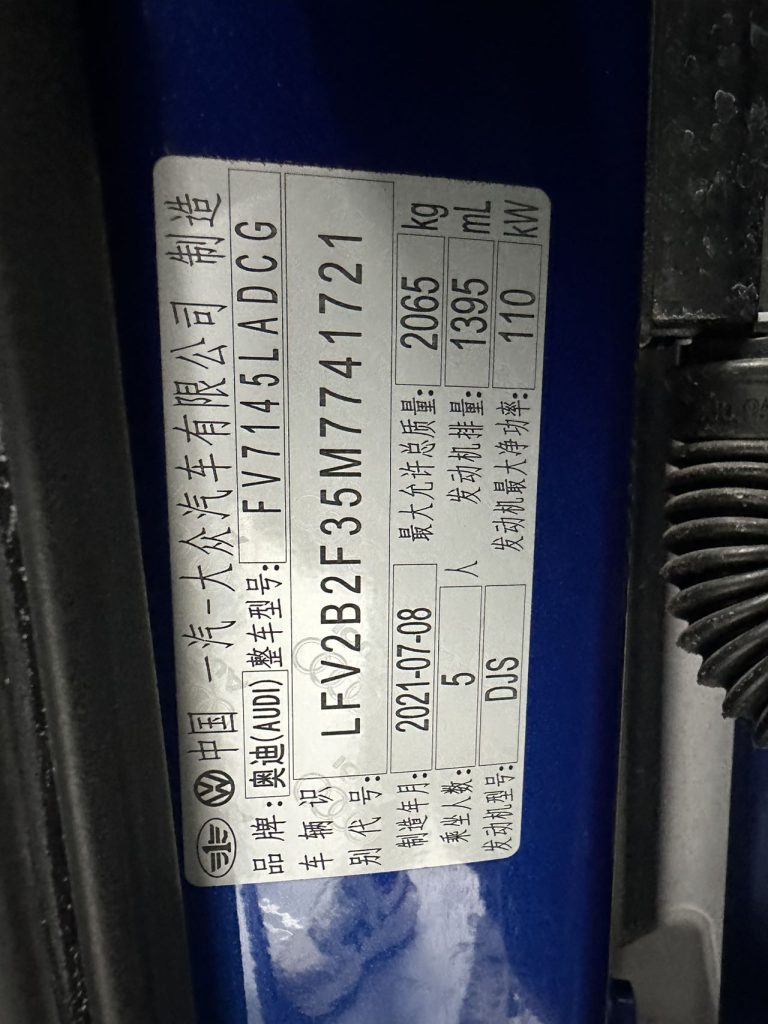 中国 一汽-大众汽车有限公司 制造
品牌: 奥迪(AUDI) 整车型号: FV7145LADCG
车辆识别代号: LFV2B2F35M7741721
制造年月: 2021-07-08 最大允许总质量: 2065 kg
乘坐人数: 5 人 发动机排量: 1395 mL
发动机型号: DJS 发动机最大净功率: 110 kW